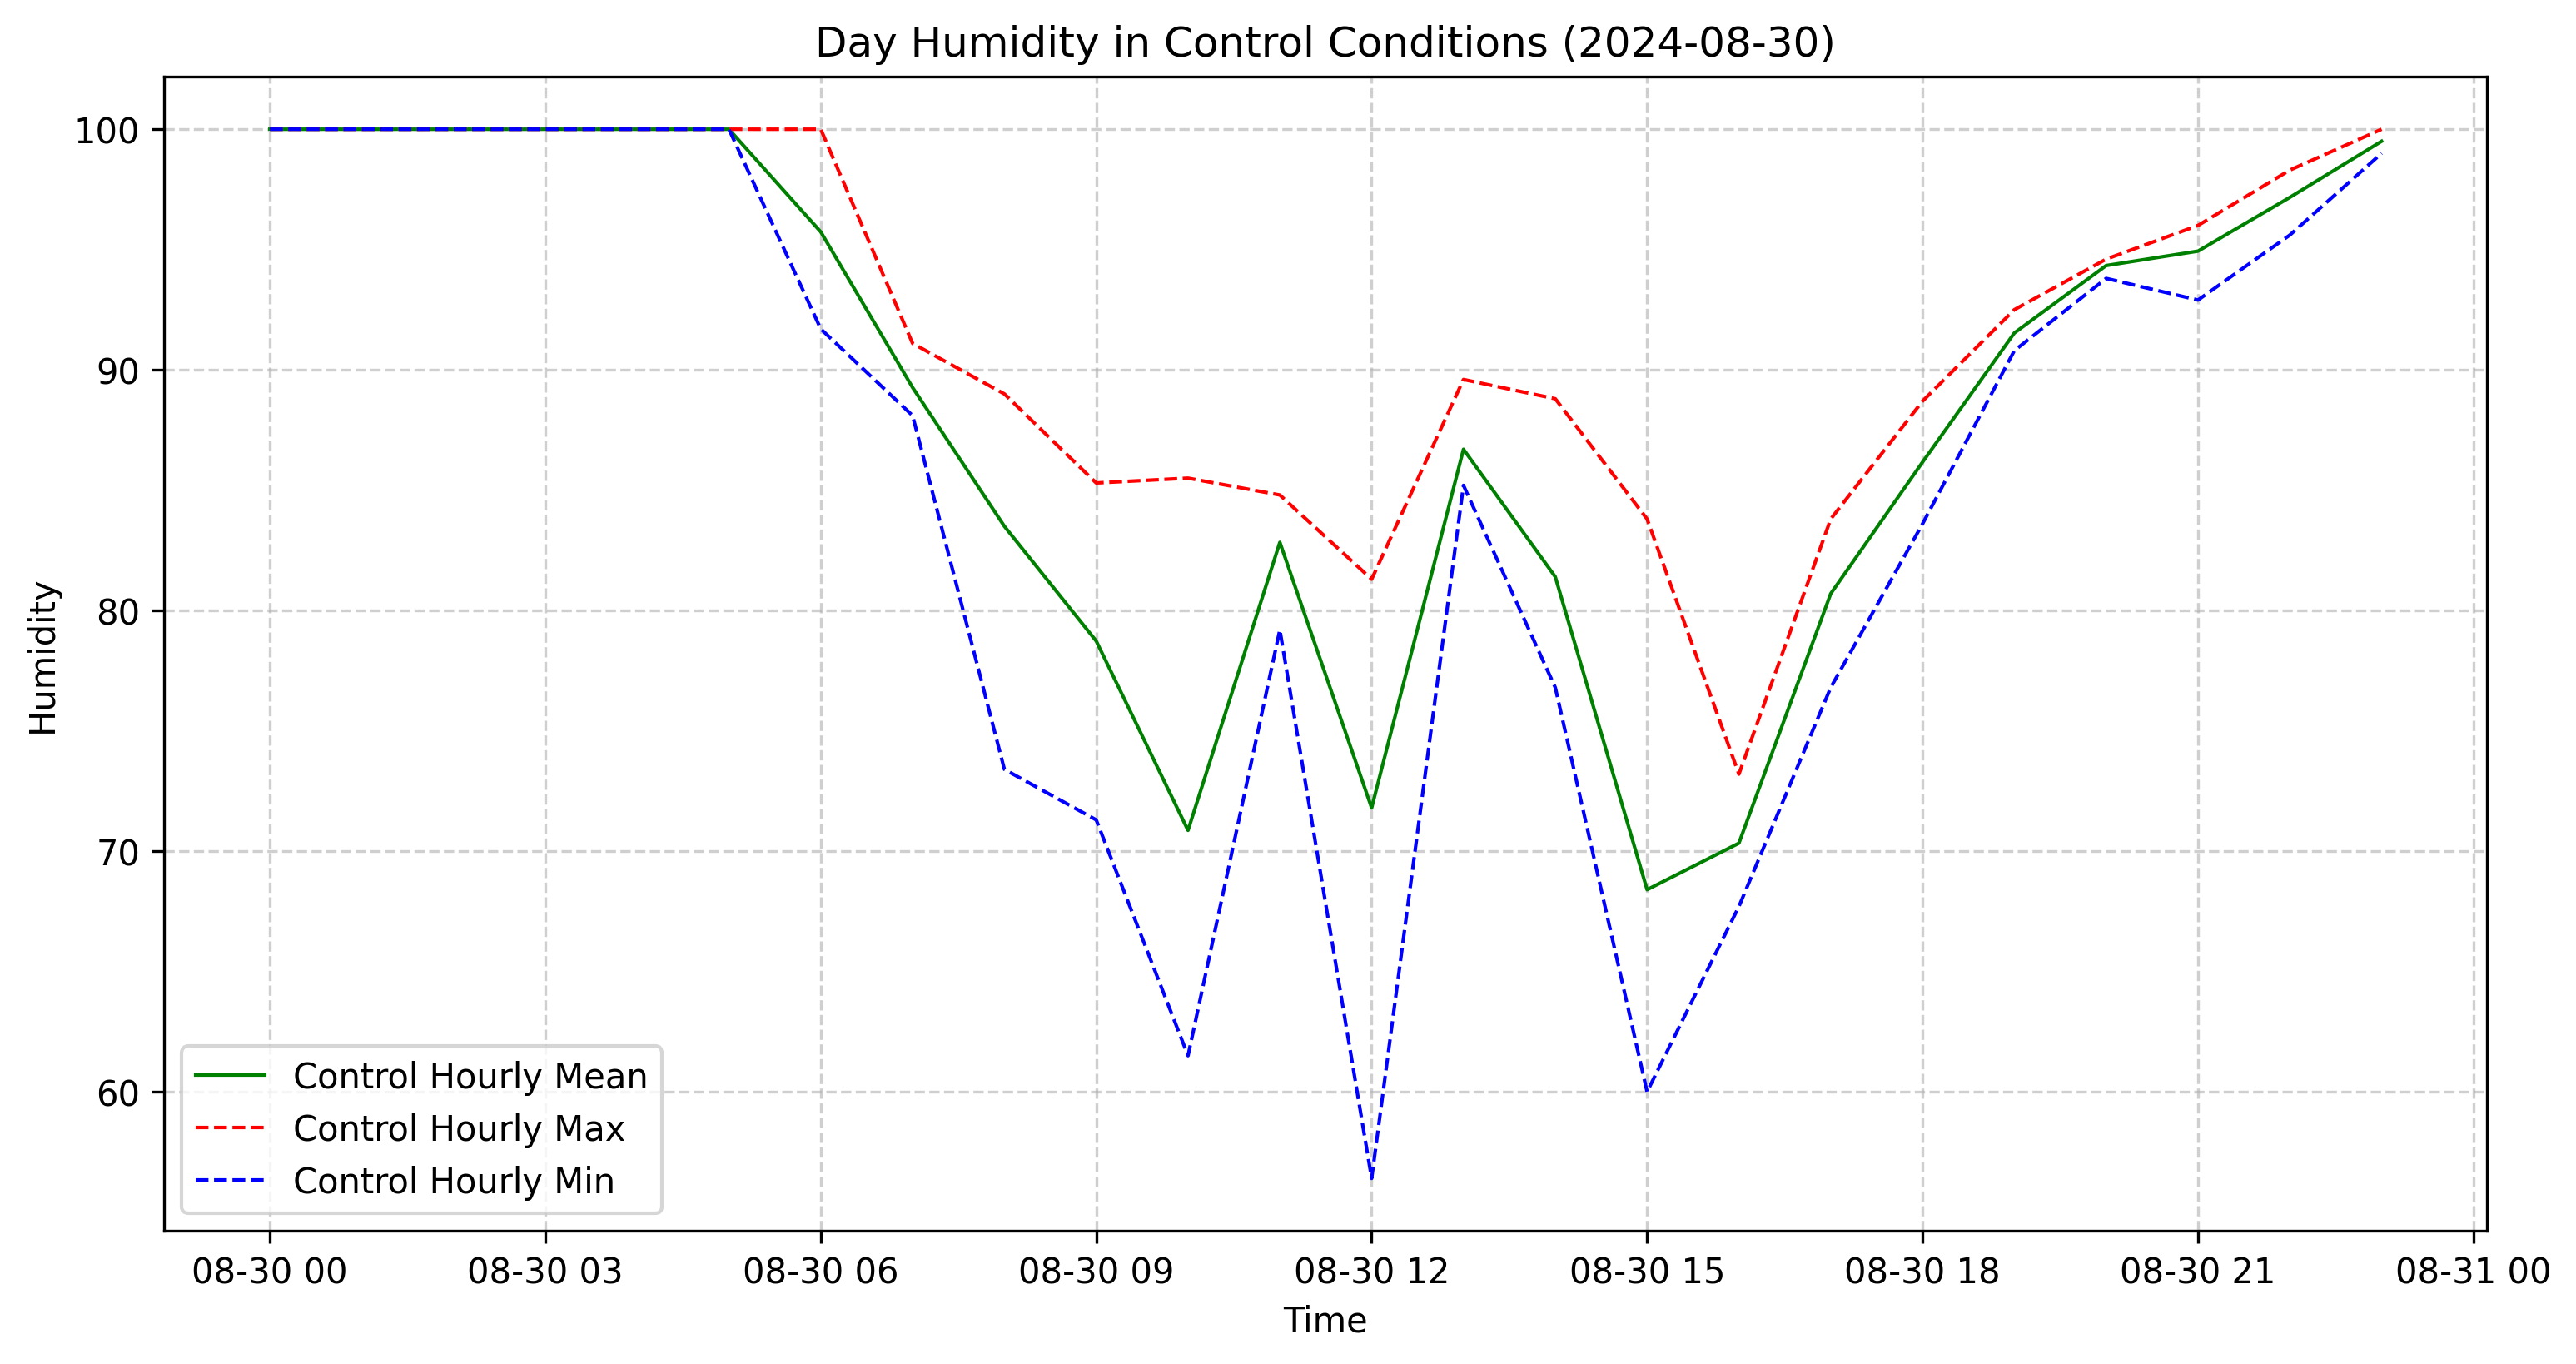 Day Humidity in Control Conditions (2024-08-30)
Humidity
100
90
80
70
60
Control Hourly Mean
Control Hourly Max
Control Hourly Min
08-30 00
08-30 03
08-30 06
08-30 09
08-30 12
08-30 15
08-30 18
08-30 21
08-31 00
Time